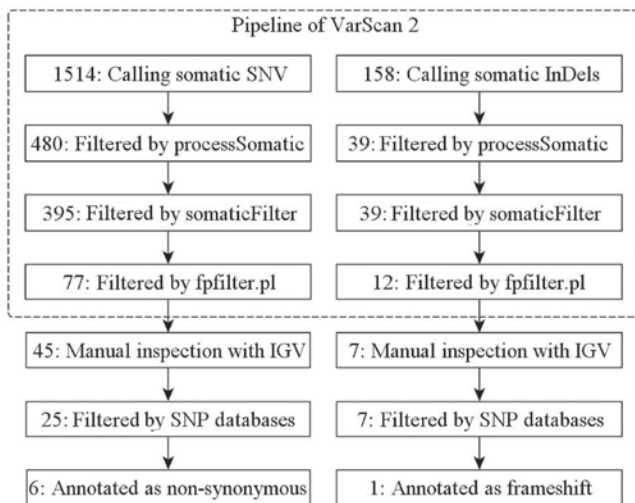 Pipeline of VarScan 2
1514: Calling somatic SNV
480: Filtered by processSomatic
395: Filtered by somaticFilter
77: Filtered by fpfilter.pl
45: Manual inspection with IGV
25: Filtered by SNP databases
6: Annotated as non-synonymous
158: Calling somatic InDels
39: Filtered by processSomatic
39: Filtered by somaticFilter
12: Filtered by fpfilter.pl
7: Manual inspection with IGV
7: Filtered by SNP databases
1: Annotated as frameshift